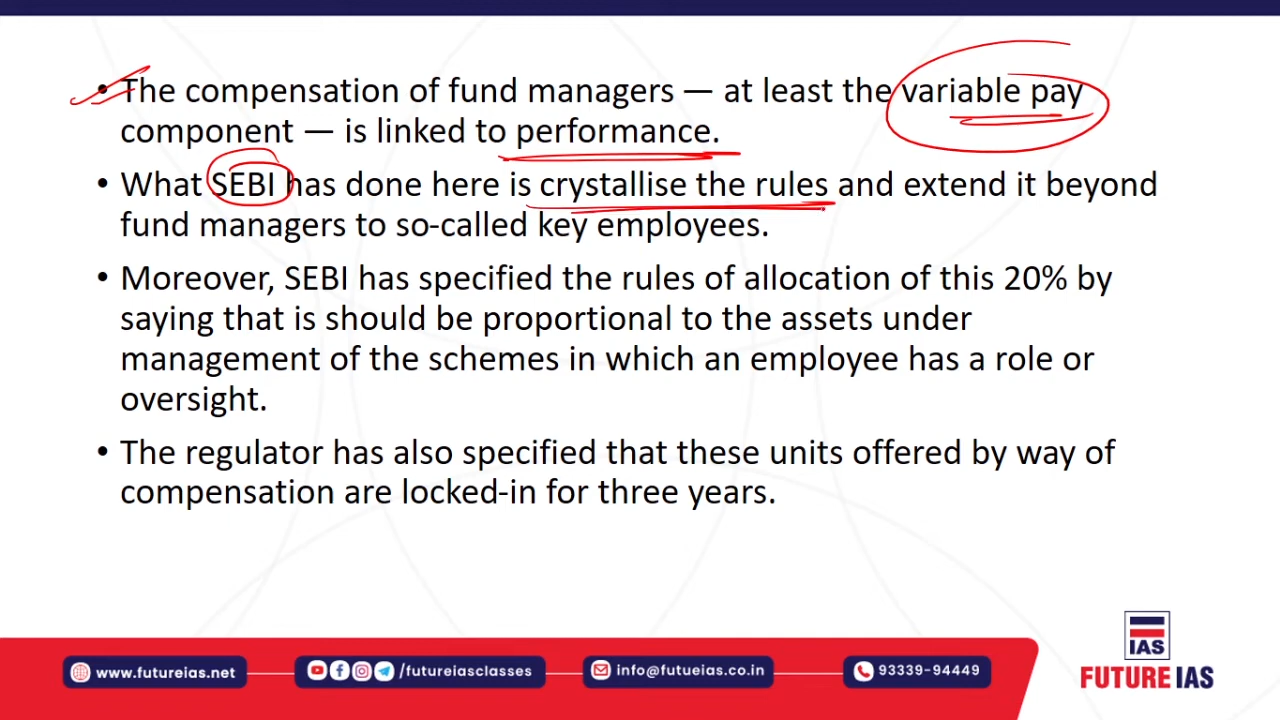 • The compensation of fund managers — at least the variable pay
component — is linked to performance.
• What SEBI has done here is crystallise the rules and extend it beyond
fund managers to so-called key employees.
• Moreover, SEBI has specified the rules of allocation of this 20% by
saying that is should be proportional to the assets under
management of the schemes in which an employee has a role or
oversight.
• The regulator has also specified that these units offered by way of
compensation are locked-in for three years.
IAS
FUTURE IAS
www.futureias.net
/futureiasclasses
info@futueias.co.in
93339-94449